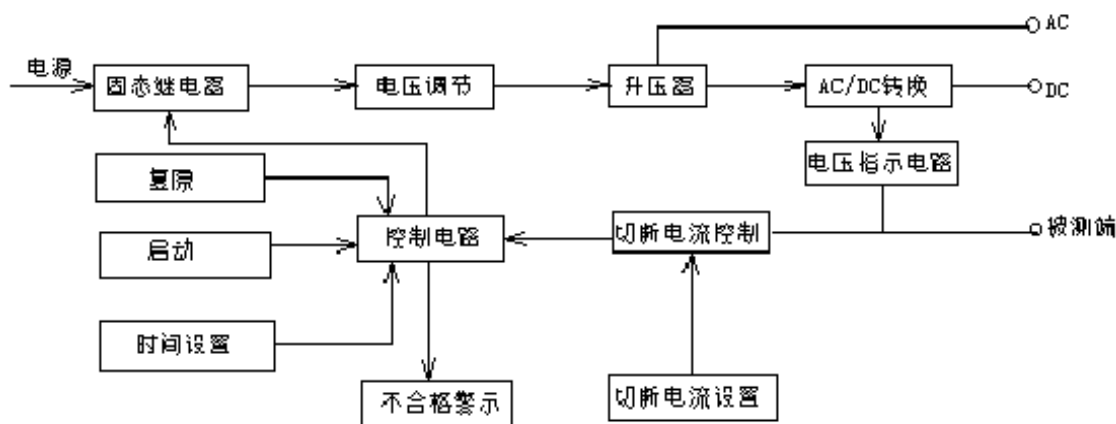 AC
电源
固态继电器
电压调节
升压器
AC/DC转换
DC
电压指示电路
复原
启动
控制电路
切断电流控制
被测端
时间设置
不合格警示
切断电流设置